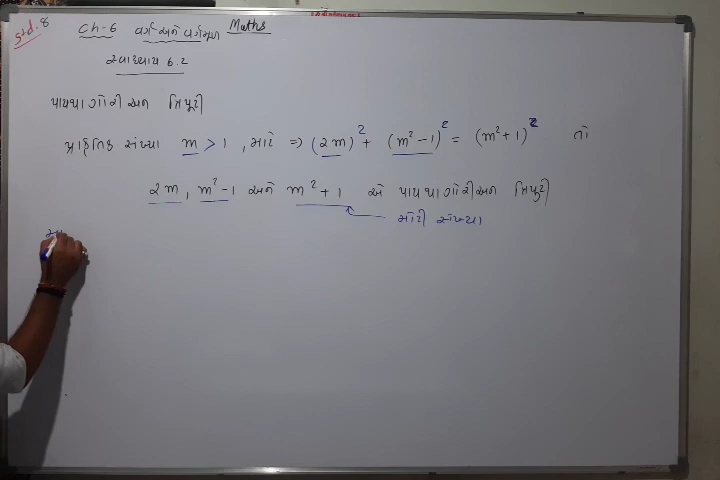 Std. 8
Ch-6 વર્ગ અને વર્ગમૂળ Maths
સ્વાધ્યાય 6.2
પાયથાગોરીઅન ત્રિપૂટી
પ્રાકૃતિક સંખ્યા m > 1, માટે ⇒ (2m)² + (m² - 1)² = (m² + 1)² તો
2m, m² - 1 અને m² + 1 એ પાયથાગોરીઅન ત્રિપુટી
મોટી સંખ્યા